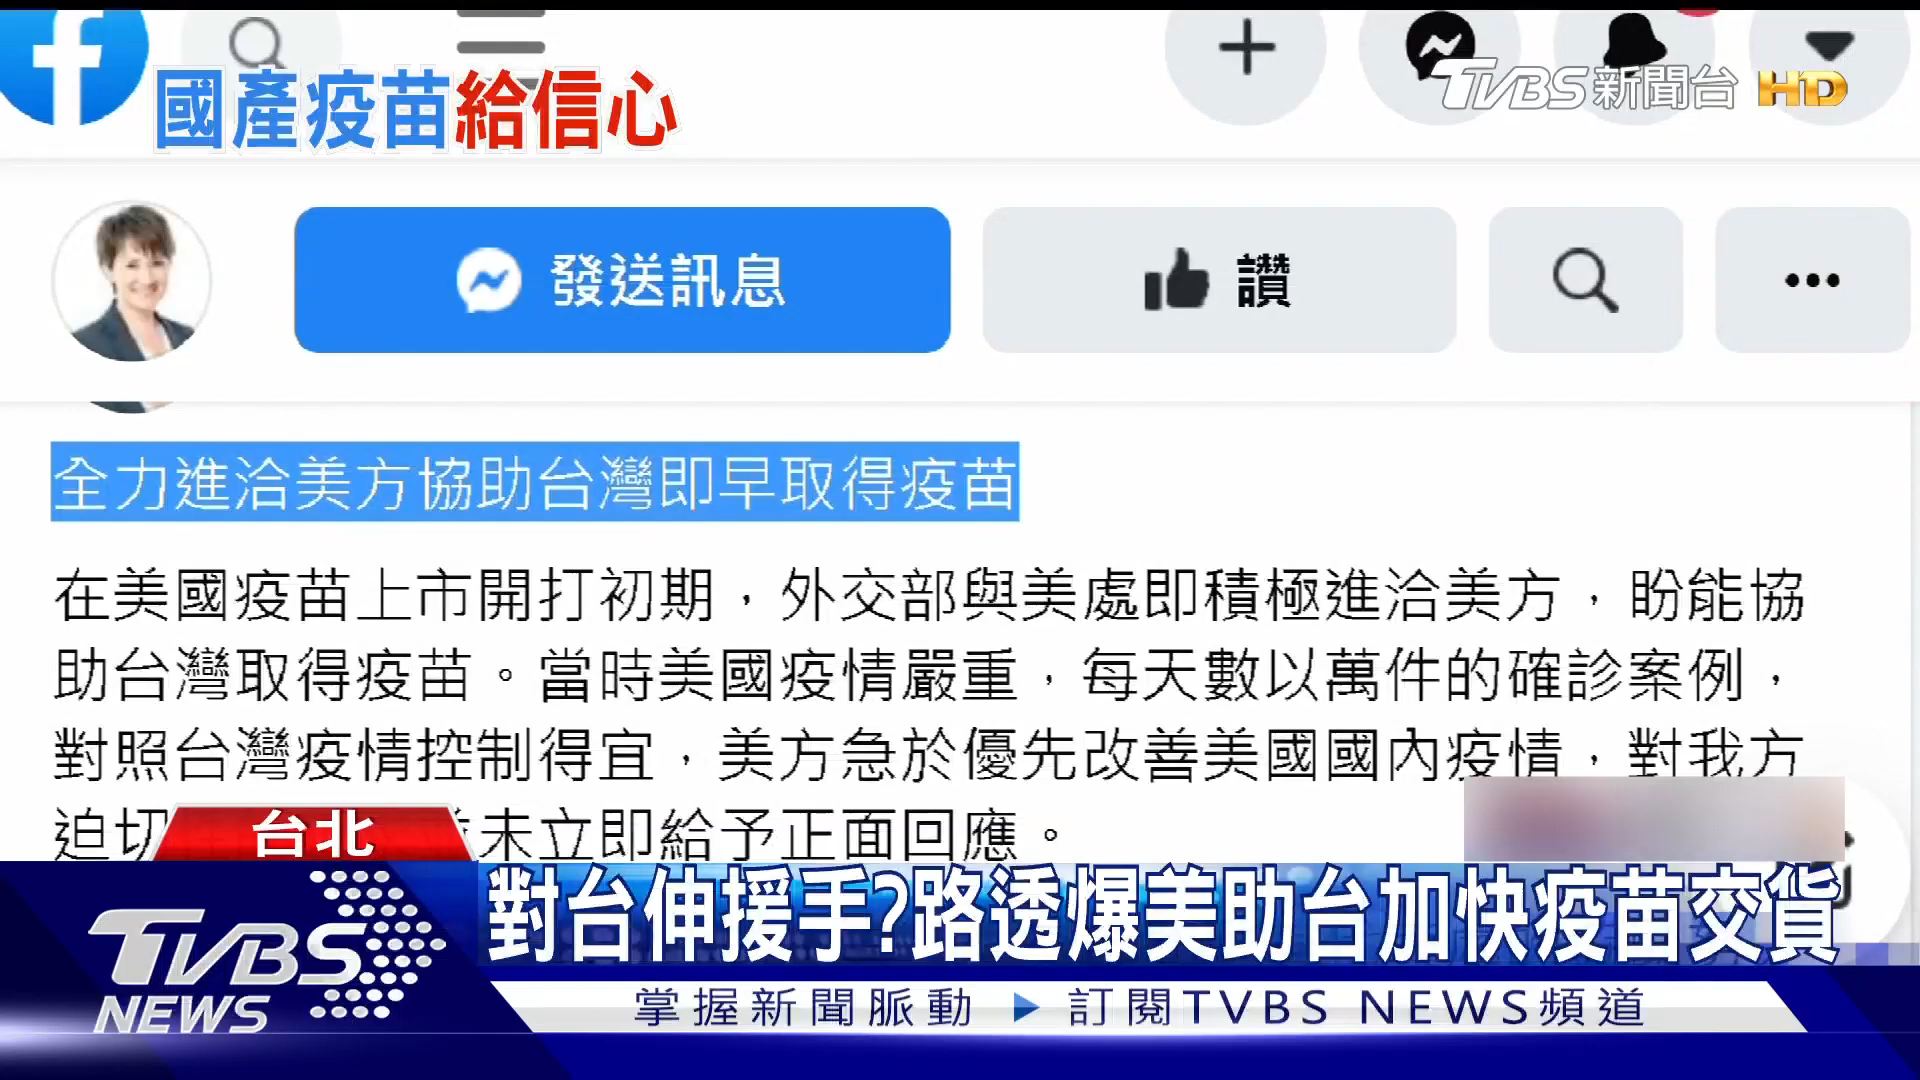 國產疫苗給信心
TVBS新聞台 HD
發送訊息
讚
全力進洽美方協助台灣即早取得疫苗
在美國疫苗上市開打初期，外交部與美處即積極進洽美方，盼能協
助台灣取得疫苗。當時美國疫情嚴重，每天數以萬件的確診案例，
對照台灣疫情控制得宜，美方急於優先改善美國國內疫情，對我方
迫切 未立即給予正面回應。
台北
對台伸援手?路透爆美助台加快疫苗交貨
TVBS
NEWS
掌握新聞脈動 ▶ 訂閱TVBS NEWS頻道